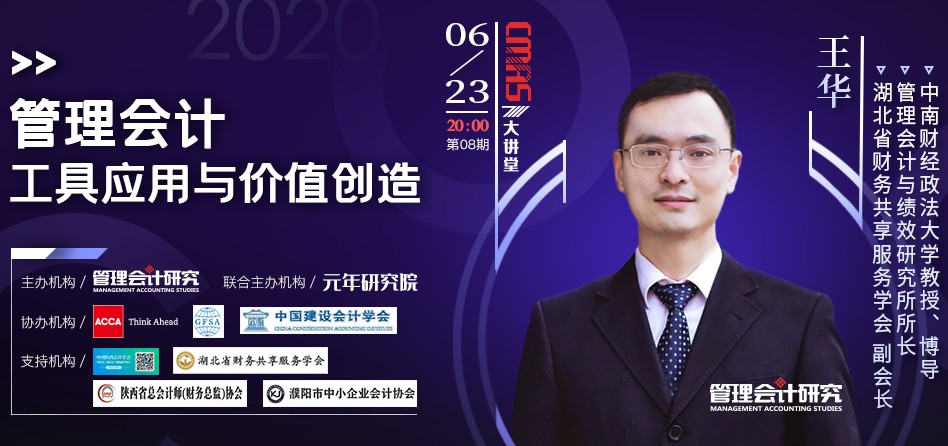 2020
>>
管理会计
工具应用与价值创造
06/23
20:00
第08期
CMAS
大讲堂
王华
▽ 中南财经政法大学教授、博导
▽ 管理会计与绩效研究所所长
▽ 湖北省财务共享服务学会 副会长
主办机构 / 管理会计研究
MANAGEMENT ACCOUNTING STUDIES
联合主办机构 / 元年研究院
协办机构 / ACCA Think Ahead
GFSA
中国建设会计学会
CHINA CONSTRUCTION ACCOUNTING INSTITUTE
支持机构 /
湖北省财务共享服务学会
陕西省总会计师(财务总监)协会
濮阳市中小企业会计协会
管理会计研究
MANAGEMENT ACCOUNTING STUDIES